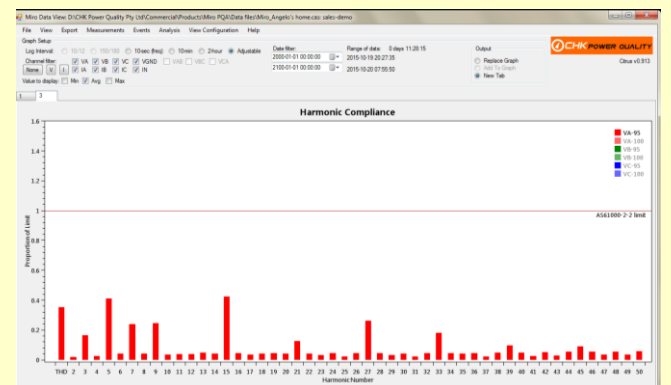 Miro Data View: D:\CHK Power Quality Pty Ltd\Commercial\Products\Miro PQA\Data files\Miro_Angelo's home.cas: sales-demo
File View Export Measurements Events Analysis View Configuration Help
Graph Setup
Log Interval: 10/12 150/180 10 sec (freq) 10 min 2 hour Adjustable
Channel filter: VA VB VC VGND VAB VBC VCA
None V I IA IB IC IN
Value to display: Min Avg Max
Date filter:
2000-01-01 00:00:00
2100-01-01 00:00:00
Range of data: 0 days 11:28:15
2015-10-19 20:27:35
2015-10-20 07:55:50
Output
Replace Graph
Add To Graph
New Tab
CHK POWER QUALITY
Citrus v0.913
1 3
Harmonic Compliance
VA-95
VA-100
VB-95
VB-100
VC-95
VC-100
Proportion of Limit
1.6
1.4
1.2
1
0.8
0.6
0.4
0.2
0
AS61000-2-2 limit
THD 2 3 4 5 6 7 8 9 10 11 12 13 14 15 16 17 18 19 20 21 22 23 24 25 26 27 28 29 30 31 32 33 34 35 36 37 38 39 40 41 42 43 44 45 46 47 48 49 50
Harmonic Number